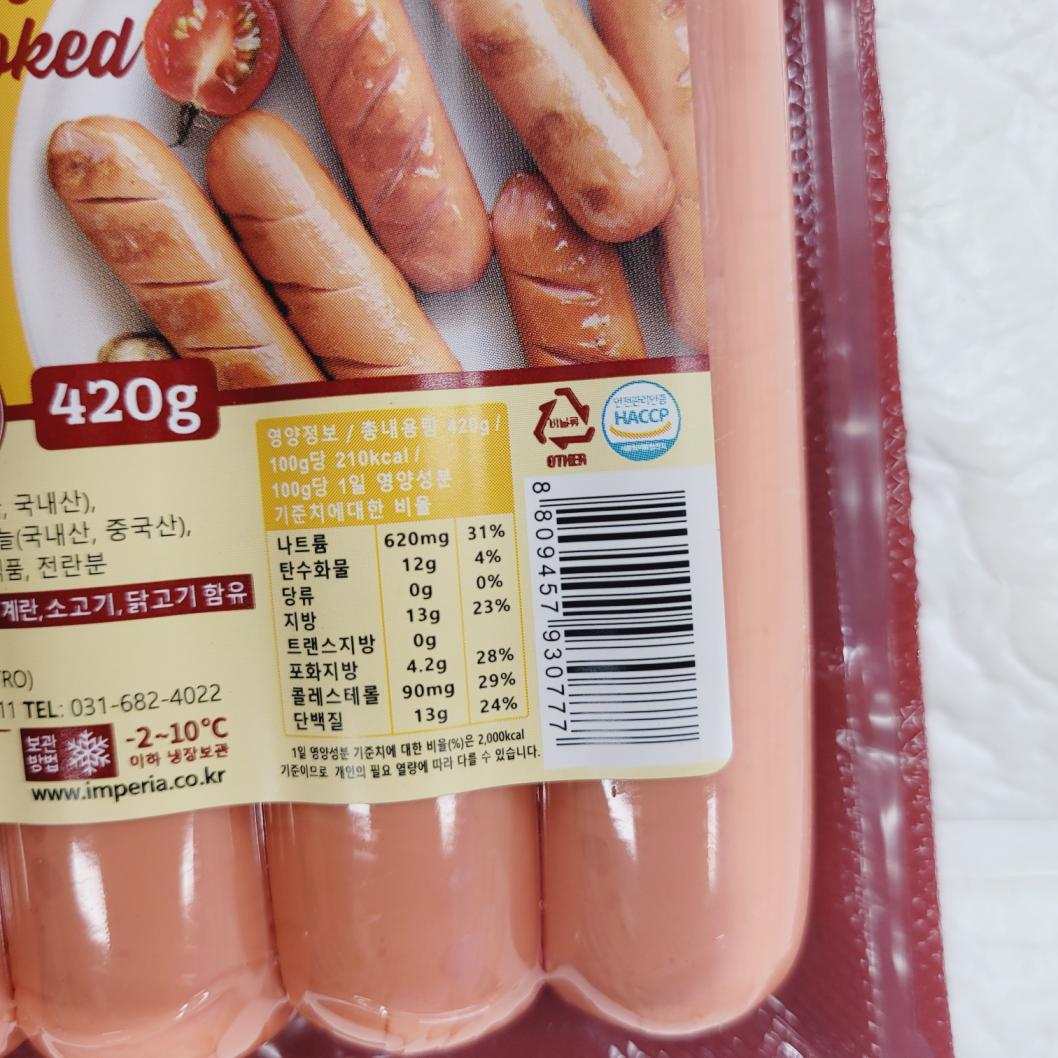 420g
영양정보 / 총내용량 420g /
100g당 210kcal /
100g당 1일 영양성분
기준치에대한 비율
나트륨 620mg 31%
탄수화물 12g 4%
당류 0g 0%
지방 13g 23%
트랜스지방 0g
포화지방 4.2g 28%
콜레스테롤 90mg 29%
단백질 13g 24%
1일 영양성분 기준치에 대한 비율(%)은 2,000kcal
기준이므로 개인의 필요 열량에 따라 다를 수 있습니다.
비닐류
OTHER
안전관리인증
HACCP
8 809457 930777
, 국내산),
(국내산, 중국산),
전란분
계란,소고기,닭고기 함유
TEL: 031-682-4022
보관
방법
-2~10℃
이하 냉장보관
www.imperia.co.kr